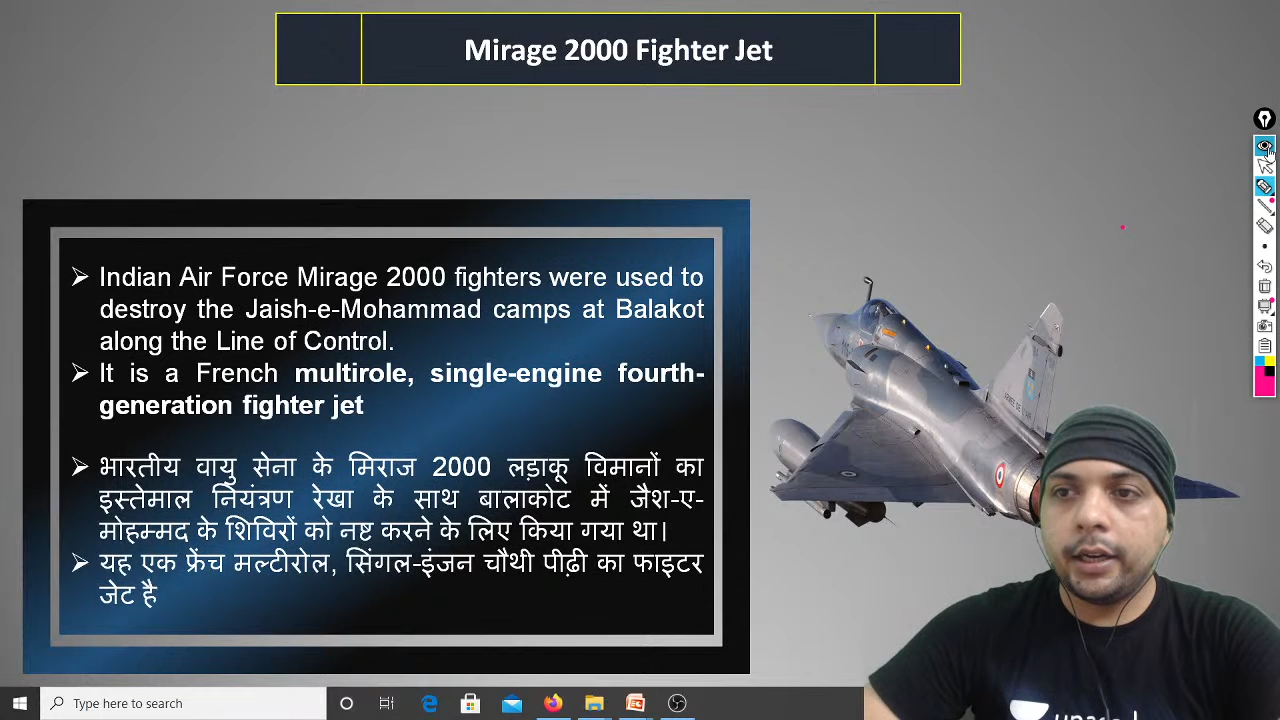 Mirage 2000 Fighter Jet
➢ Indian Air Force Mirage 2000 fighters were used to
destroy the Jaish-e-Mohammad camps at Balakot
along the Line of Control.
➢ It is a French multirole, single-engine fourth-
generation fighter jet
➢ भारतीय वायु सेना के मिराज 2000 लड़ाकू विमानों का
इस्तेमाल नियंत्रण रेखा के साथ बालाकोट में जैश-ए-
मोहम्मद के शिविरों को नष्ट करने के लिए किया गया था।
➢ यह एक फ्रेंच मल्टीरोल, सिंगल-इंजन चौथी पीढ़ी का फाइटर
जेट है
Type here to search